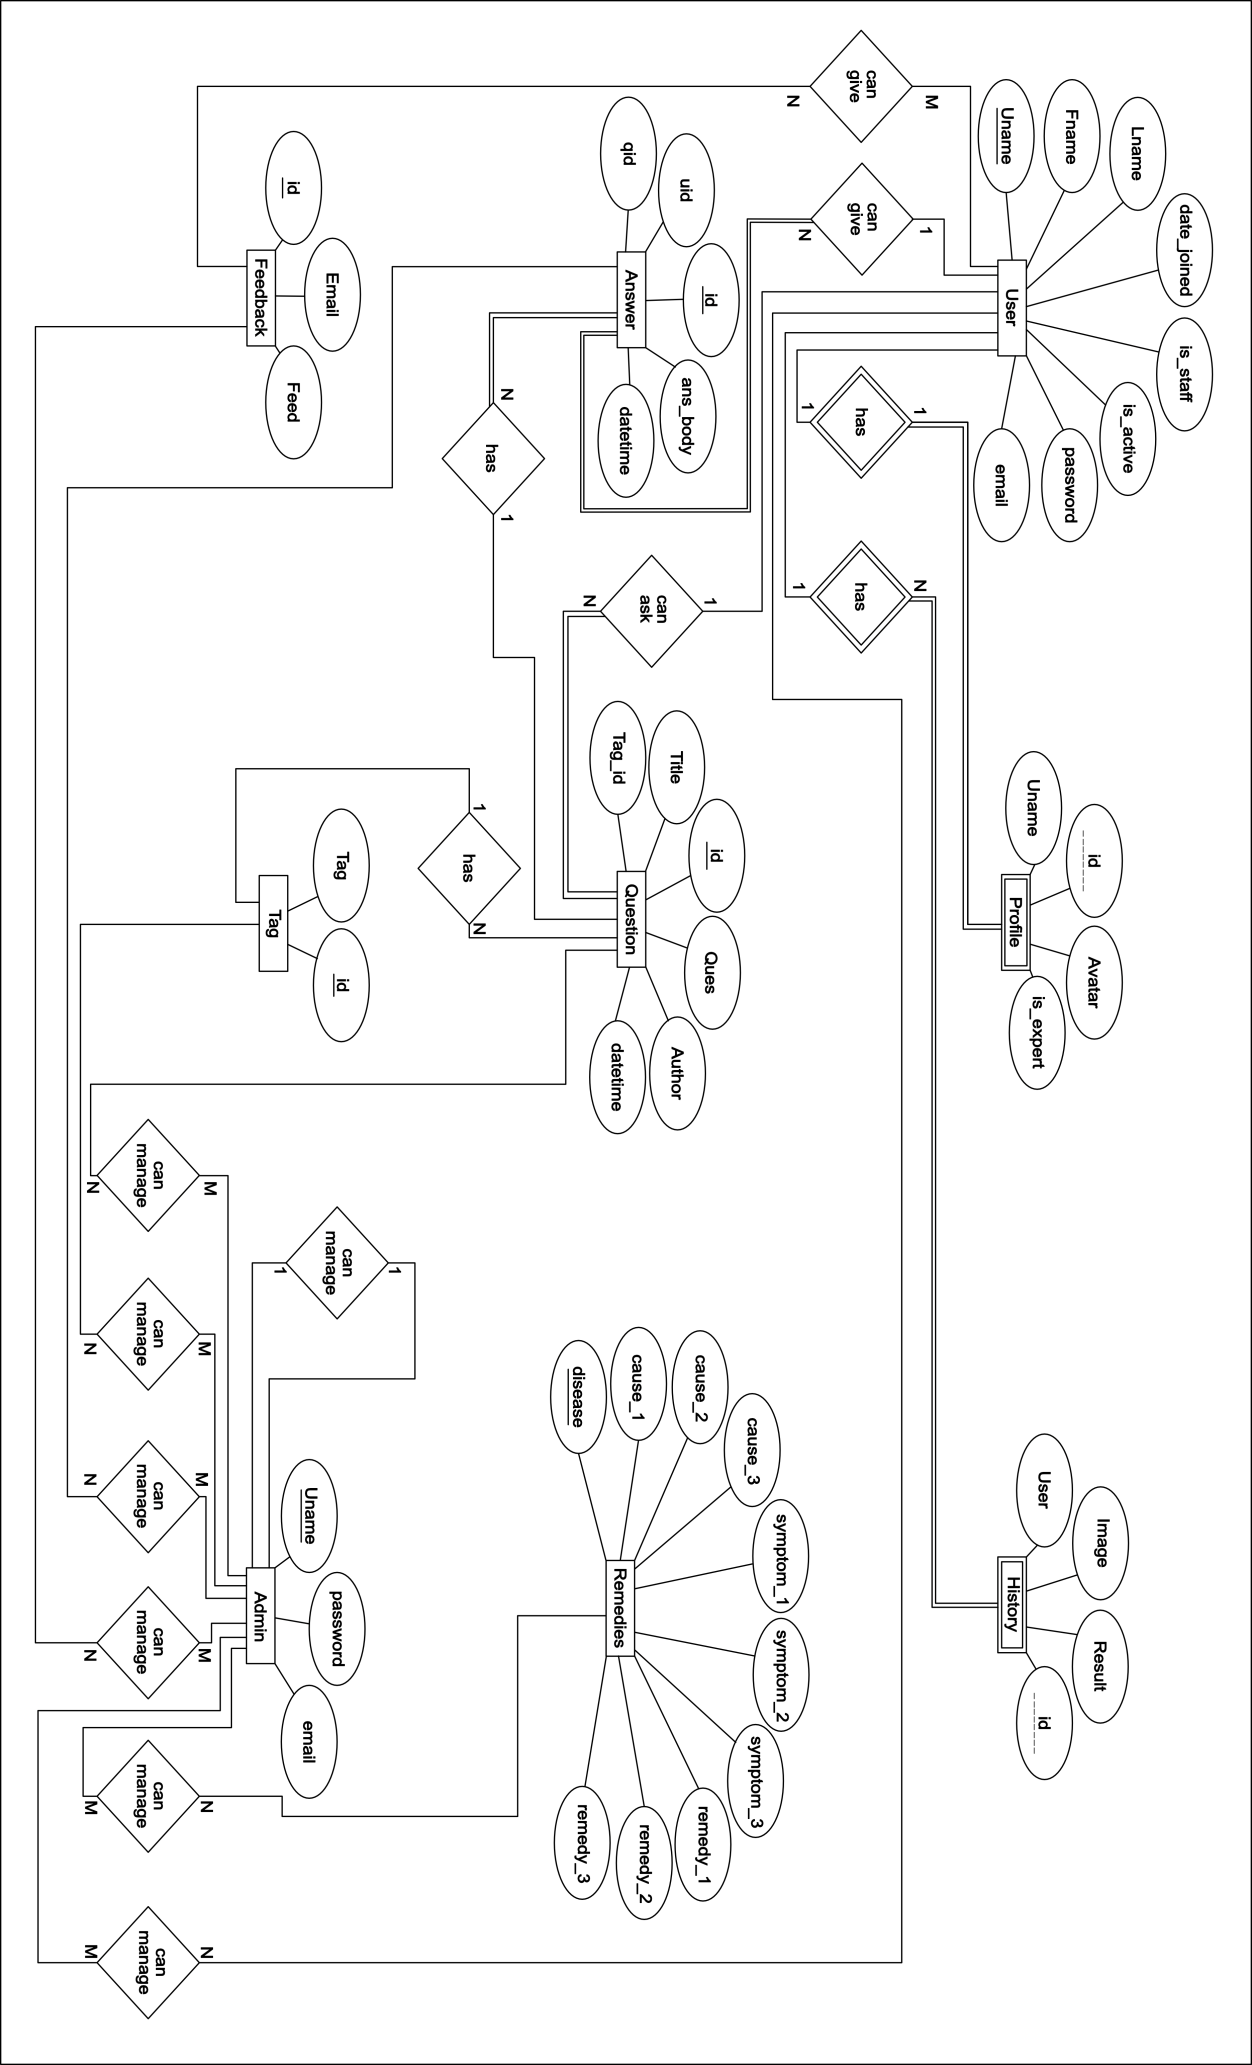 Uname
Fname
Lname
date_joined
is_staff
is_active
password
email
User
can
give
M
N
can
give
1
N
has
1
1
has
N
1
Uname
id
Avatar
is_expert
Profile
User
Image
Result
id
History
qid
uid
id
ans_body
datetime
Answer
has
N
1
can
ask
1
N
Tag_id
Title
id
Ques
Author
datetime
Question
disease
cause_1
cause_2
cause_3
symptom_1
symptom_2
symptom_3
remedy_1
remedy_2
remedy_3
Remedies
id
Email
Feed
Feedback
has
1
N
Tag
id
Tag
can
manage
1
1
Uname
password
email
Admin
can
manage
M
N
can
manage
M
N
can
manage
M
N
can
manage
M
N
can
manage
N
M
can
manage
N
M